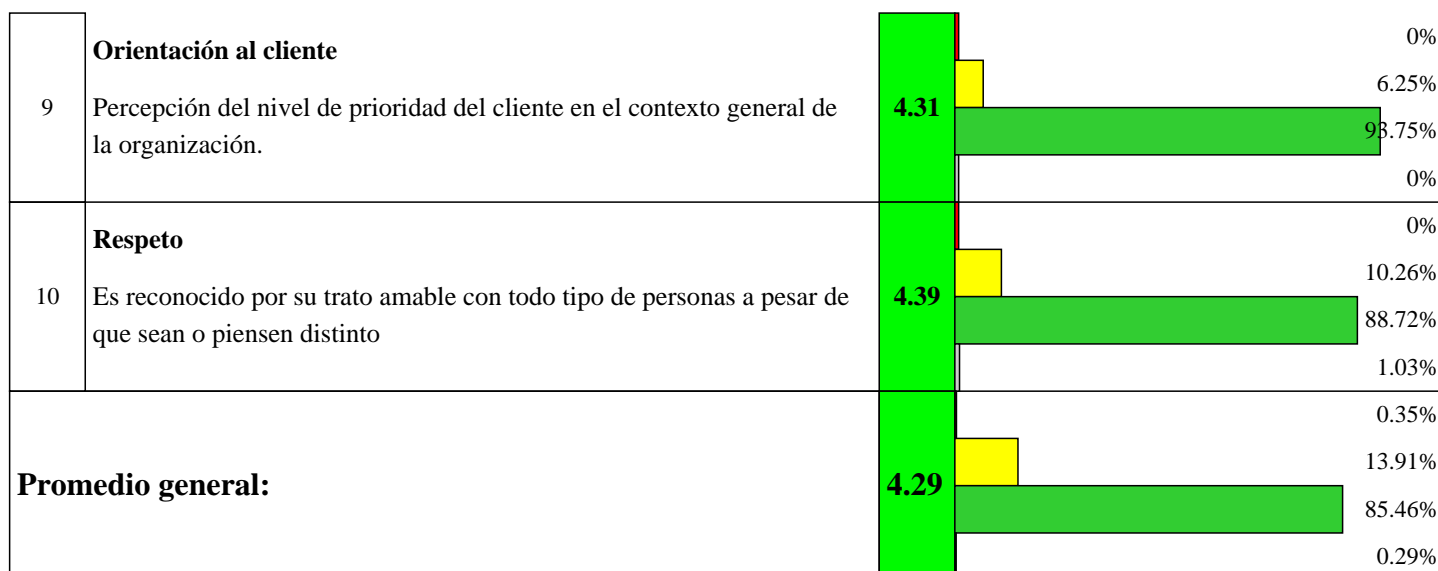 9
Orientación al cliente
Percepción del nivel de prioridad del cliente en el contexto general de
la organización.
4.31
0%
6.25%
93.75%
0%
10
Respeto
Es reconocido por su trato amable con todo tipo de personas a pesar de
que sean o piensen distinto
4.39
0%
10.26%
88.72%
1.03%
Promedio general:
4.29
0.35%
13.91%
85.46%
0.29%